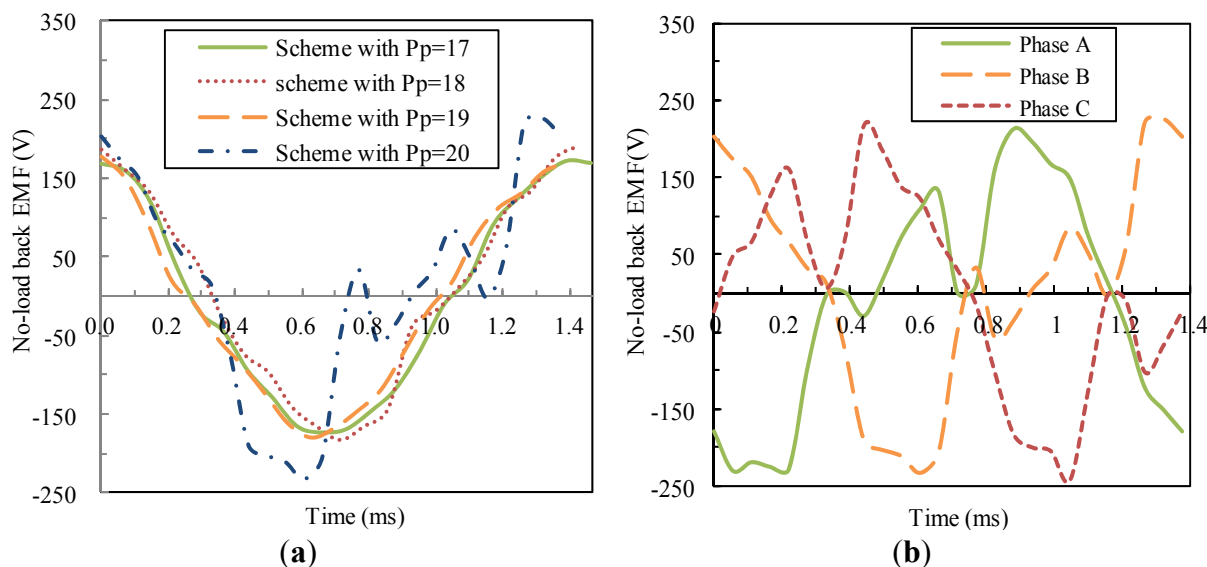 350
250
150
50
-50
-150
-250
No-load back EMF (V)
Scheme with Pp=17
scheme with Pp=18
Scheme with Pp=19
Scheme with Pp=20
0.0 0.2 0.4 0.6 0.8 1.0 1.2 1.4
Time (ms)
(a)
350
250
150
50
-50
-150
-250
No-load back EMF(V)
Phase A
Phase B
Phase C
0 0.2 0.4 0.6 0.8 1 1.2 1.4
Time (ms)
(b)